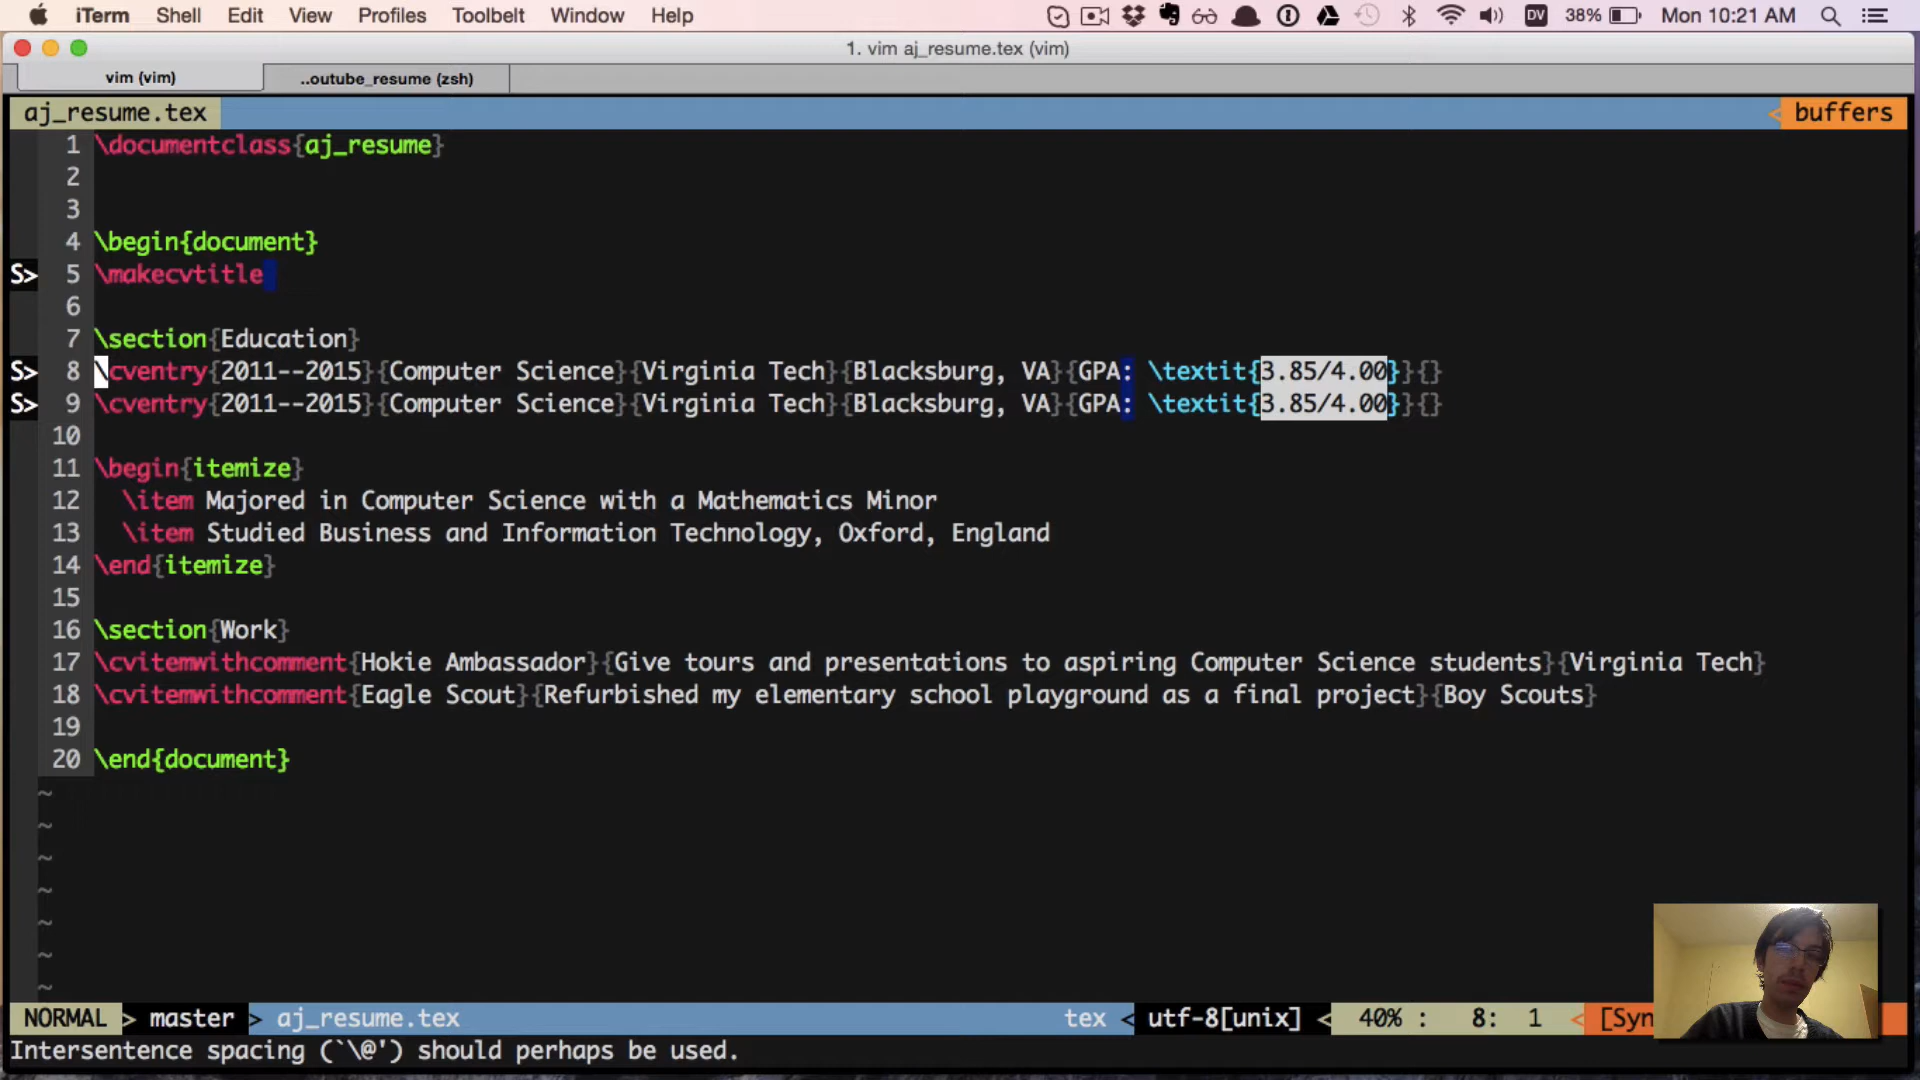 iTerm Shell Edit View Profiles Toolbelt Window Help DV 38% Mon 10:21 AM
1. vim aj_resume.tex (vim)
vim (vim) ..outube_resume (zsh)
aj_resume.tex < buffers
1 \documentclass{aj_resume}
2
3
4 \begin{document}
S> 5 \makecvtitle
6
7 \section{Education}
S> 8 \cventry{2011--2015}{Computer Science}{Virginia Tech}{Blacksburg, VA}{GPA: \textit{3.85/4.00}}{}
S> 9 \cventry{2011--2015}{Computer Science}{Virginia Tech}{Blacksburg, VA}{GPA: \textit{3.85/4.00}}{}
10
11 \begin{itemize}
12 \item Majored in Computer Science with a Mathematics Minor
13 \item Studied Business and Information Technology, Oxford, England
14 \end{itemize}
15
16 \section{Work}
17 \cvitemwithcomment{Hokie Ambassador}{Give tours and presentations to aspiring Computer Science students}{Virginia Tech}
18 \cvitemwithcomment{Eagle Scout}{Refurbished my elementary school playground as a final project}{Boy Scouts}
19
20 \end{document}
~
~
~
~
~
~
~
NORMAL > master > aj_resume.tex tex < utf-8[unix] < 40% : 8: 1 < [Syn
Intersentence spacing (`\@') should perhaps be used.